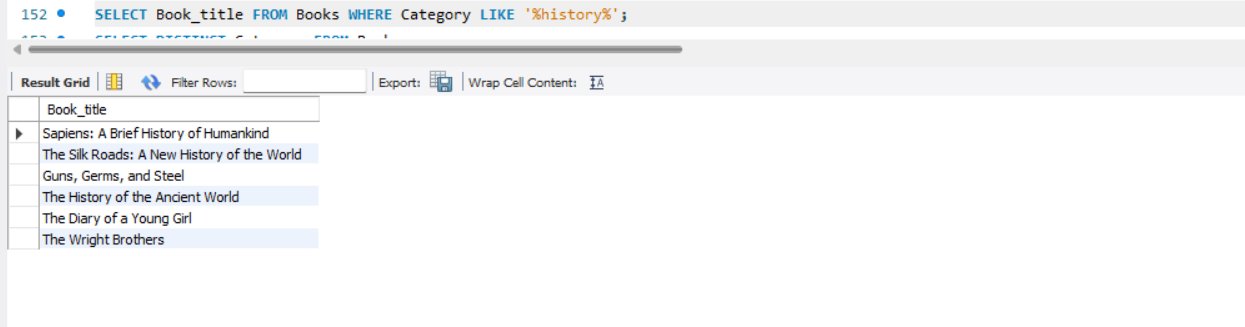 152 SELECT Book_title FROM Books WHERE Category LIKE '%history%';
Result Grid Filter Rows: Export: Wrap Cell Content:
Book_title
Sapiens: A Brief History of Humankind
The Silk Roads: A New History of the World
Guns, Germs, and Steel
The History of the Ancient World
The Diary of a Young Girl
The Wright Brothers